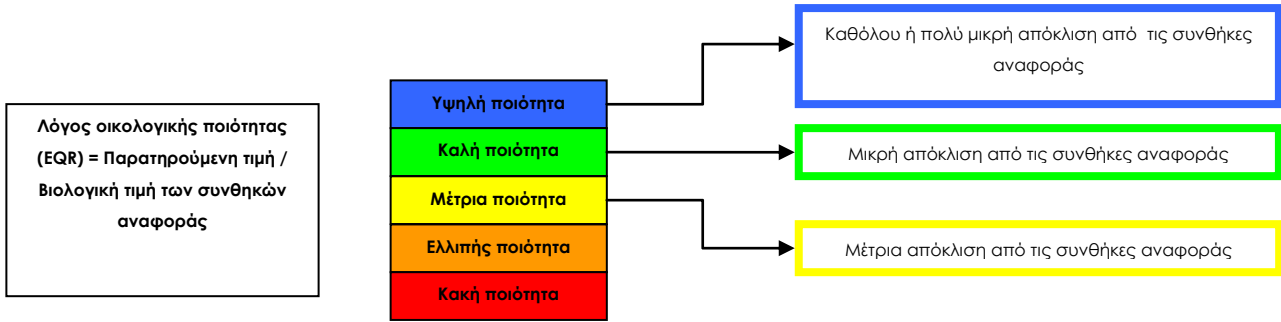 Λόγος οικολογικής ποιότητας
(EQR) = Παρατηρούμενη τιμή /
Βιολογική τιμή των συνθηκών
αναφοράς
Υψηλή ποιότητα
Καλή ποιότητα
Μέτρια ποιότητα
Ελλιπής ποιότητα
Κακή ποιότητα
Καθόλου ή πολύ μικρή απόκλιση από τις συνθήκες
αναφοράς
Μικρή απόκλιση από τις συνθήκες αναφοράς
Μέτρια απόκλιση από τις συνθήκες αναφοράς